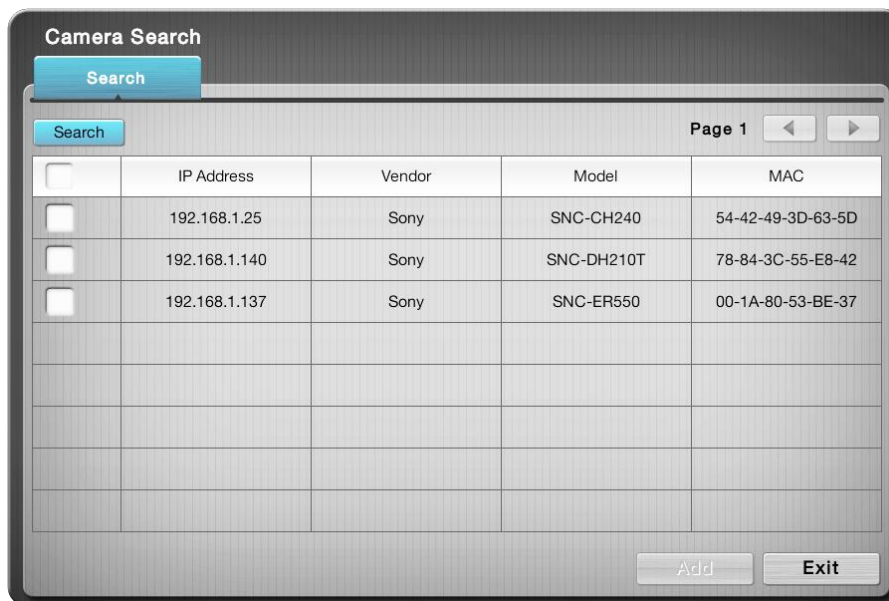 Camera Search
Search
Search Page 1
IP Address Vendor Model MAC
192.168.1.25 Sony SNC-CH240 54-42-49-3D-63-5D
192.168.1.140 Sony SNC-DH210T 78-84-3C-55-E8-42
192.168.1.137 Sony SNC-ER550 00-1A-80-53-BE-37
Add Exit